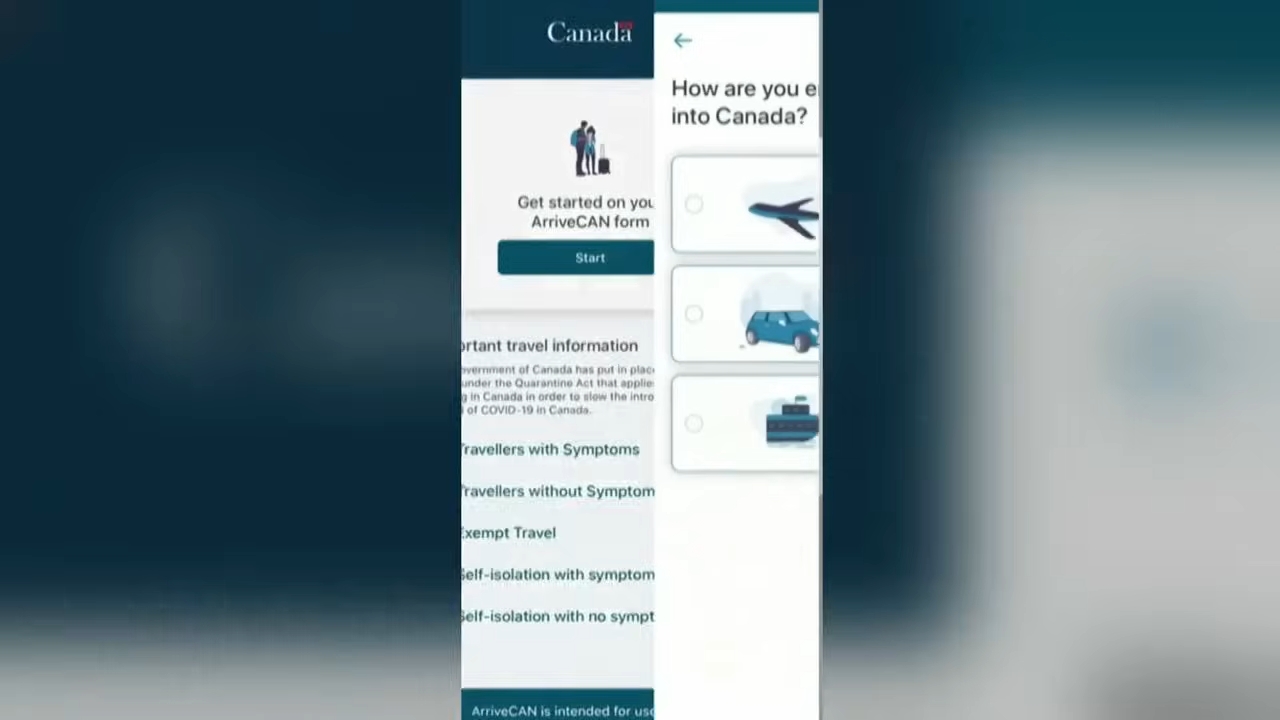 Canada
Get started on you
ArriveCAN form
Start
rtant travel information
vernment of Canada has put in plac
under the Quarantine Act that applie
g in Canada in order to slow the intro
of COVID-19 in Canada.
Travellers with Symptoms
Travellers without Symptom
Exempt Travel
Self-isolation with symptom
Self-isolation with no sympt
ArriveCAN is intended for use
How are you e
into Canada?